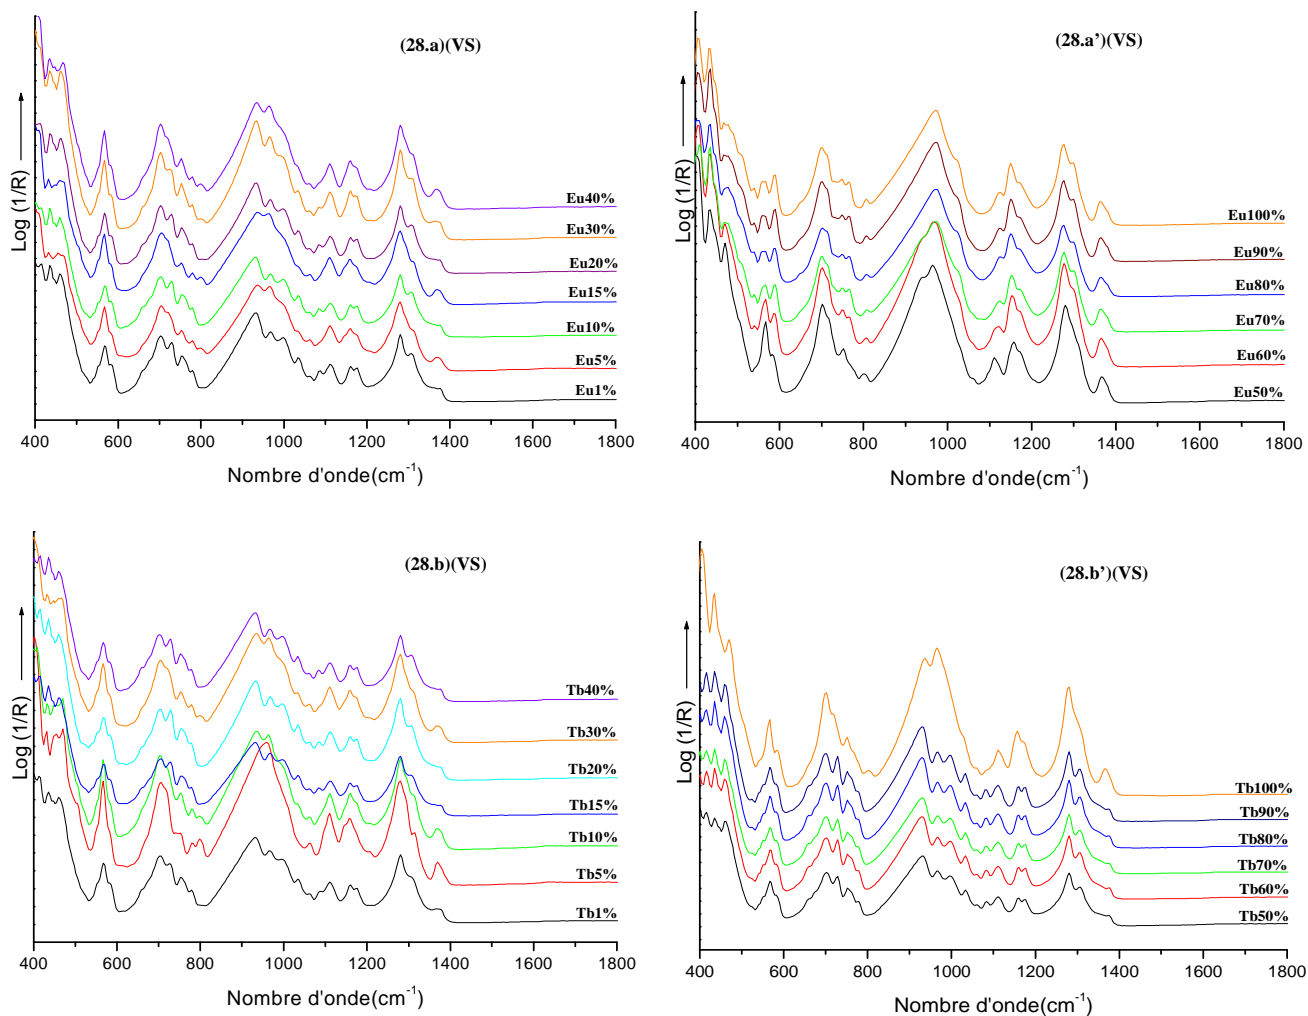 (28.a)(VS)
Log (1/R)
Eu40%
Eu30%
Eu20%
Eu15%
Eu10%
Eu5%
Eu1%
400 600 800 1000 1200 1400 1600 1800
Nombre d'onde(cm-1)
(28.a’)(VS)
Log (1/R)
Eu100%
Eu90%
Eu80%
Eu70%
Eu60%
Eu50%
400 600 800 1000 1200 1400 1600 1800
Nombre d'onde(cm-1)
(28.b)(VS)
Log (1/R)
Tb40%
Tb30%
Tb20%
Tb15%
Tb10%
Tb5%
Tb1%
400 600 800 1000 1200 1400 1600 1800
Nombre d'onde(cm-1)
(28.b’)(VS)
Log (1/R)
Tb100%
Tb90%
Tb80%
Tb70%
Tb60%
Tb50%
400 600 800 1000 1200 1400 1600 1800
Nombre d'onde(cm-1)